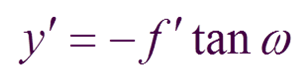 y′ = −f ′ tan ω